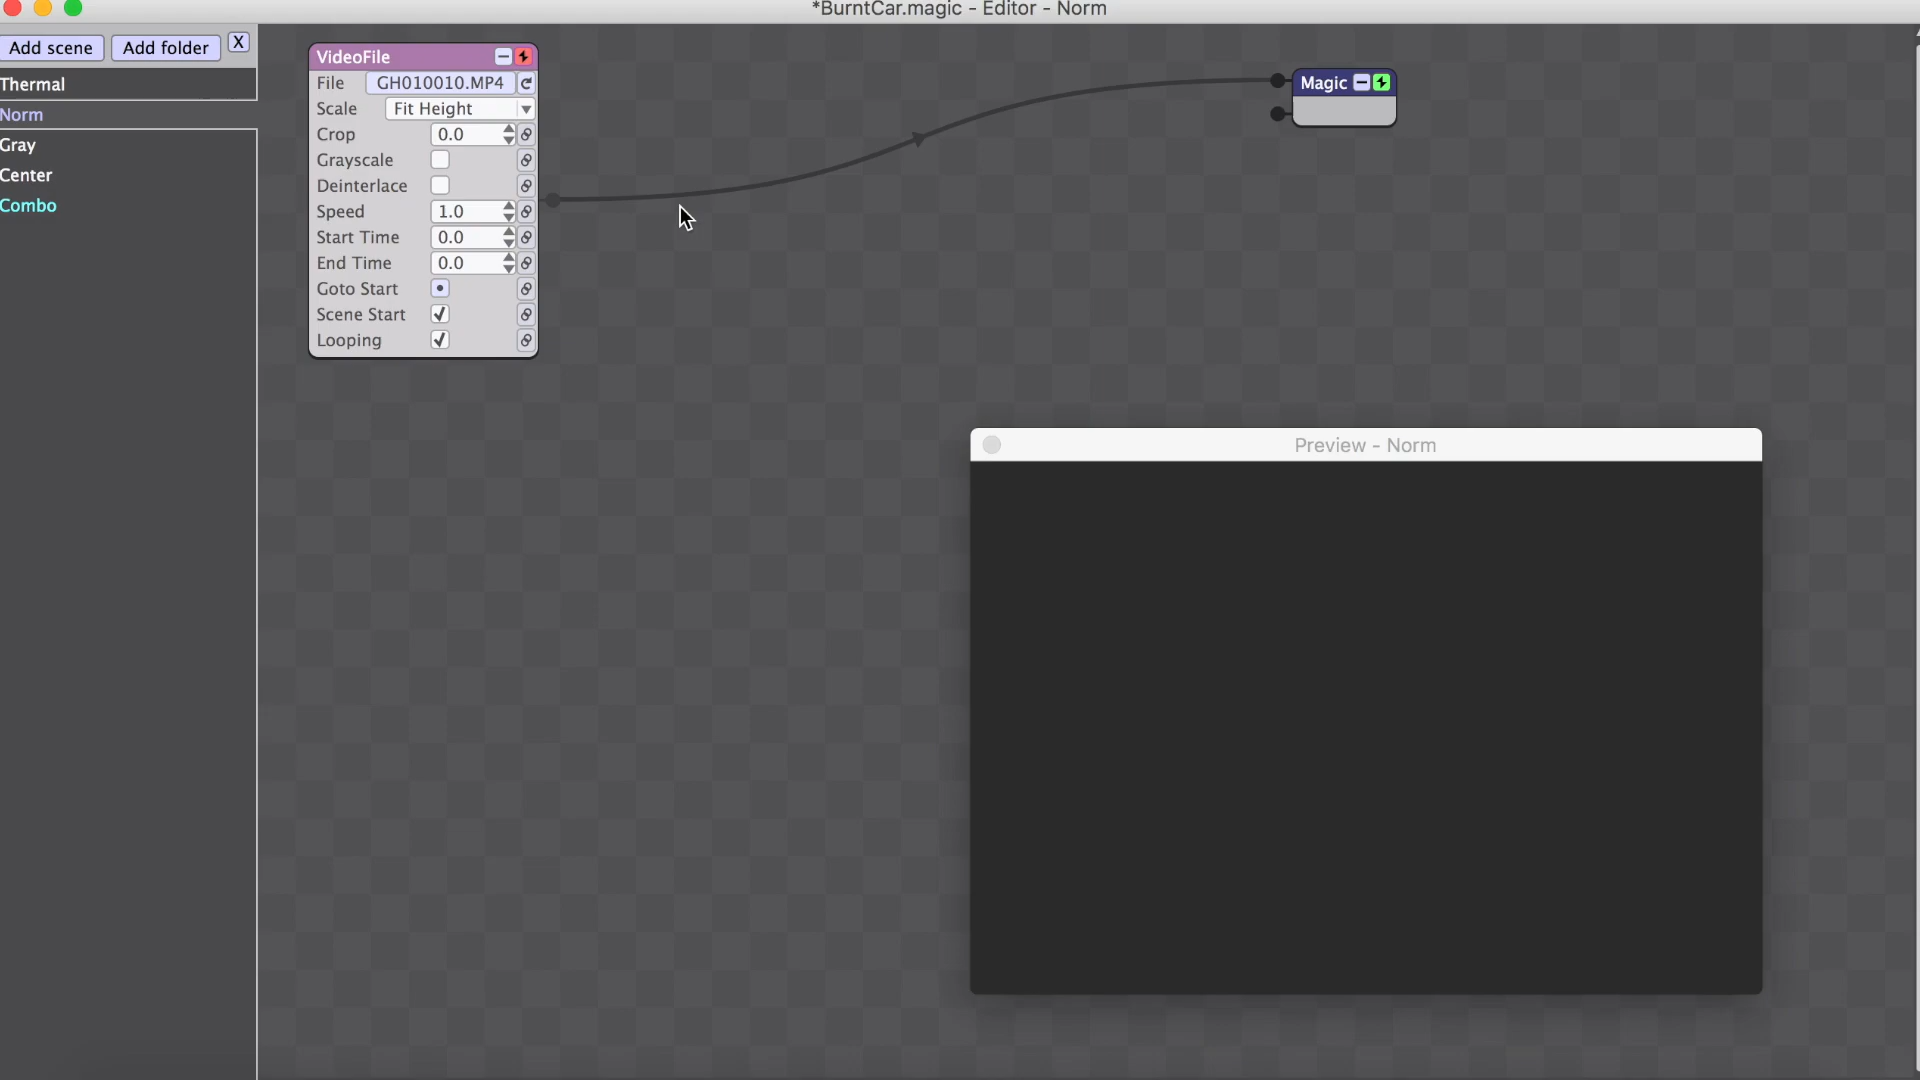 *BurntCar.magic - Editor - Norm
Add scene
Add folder
X
Thermal
Norm
Gray
Center
Combo
VideoFile
File GH010010.MP4
Scale Fit Height
Crop 0.0
Grayscale
Deinterlace
Speed 1.0
Start Time 0.0
End Time 0.0
Goto Start
Scene Start
Looping
Magic
Preview - Norm